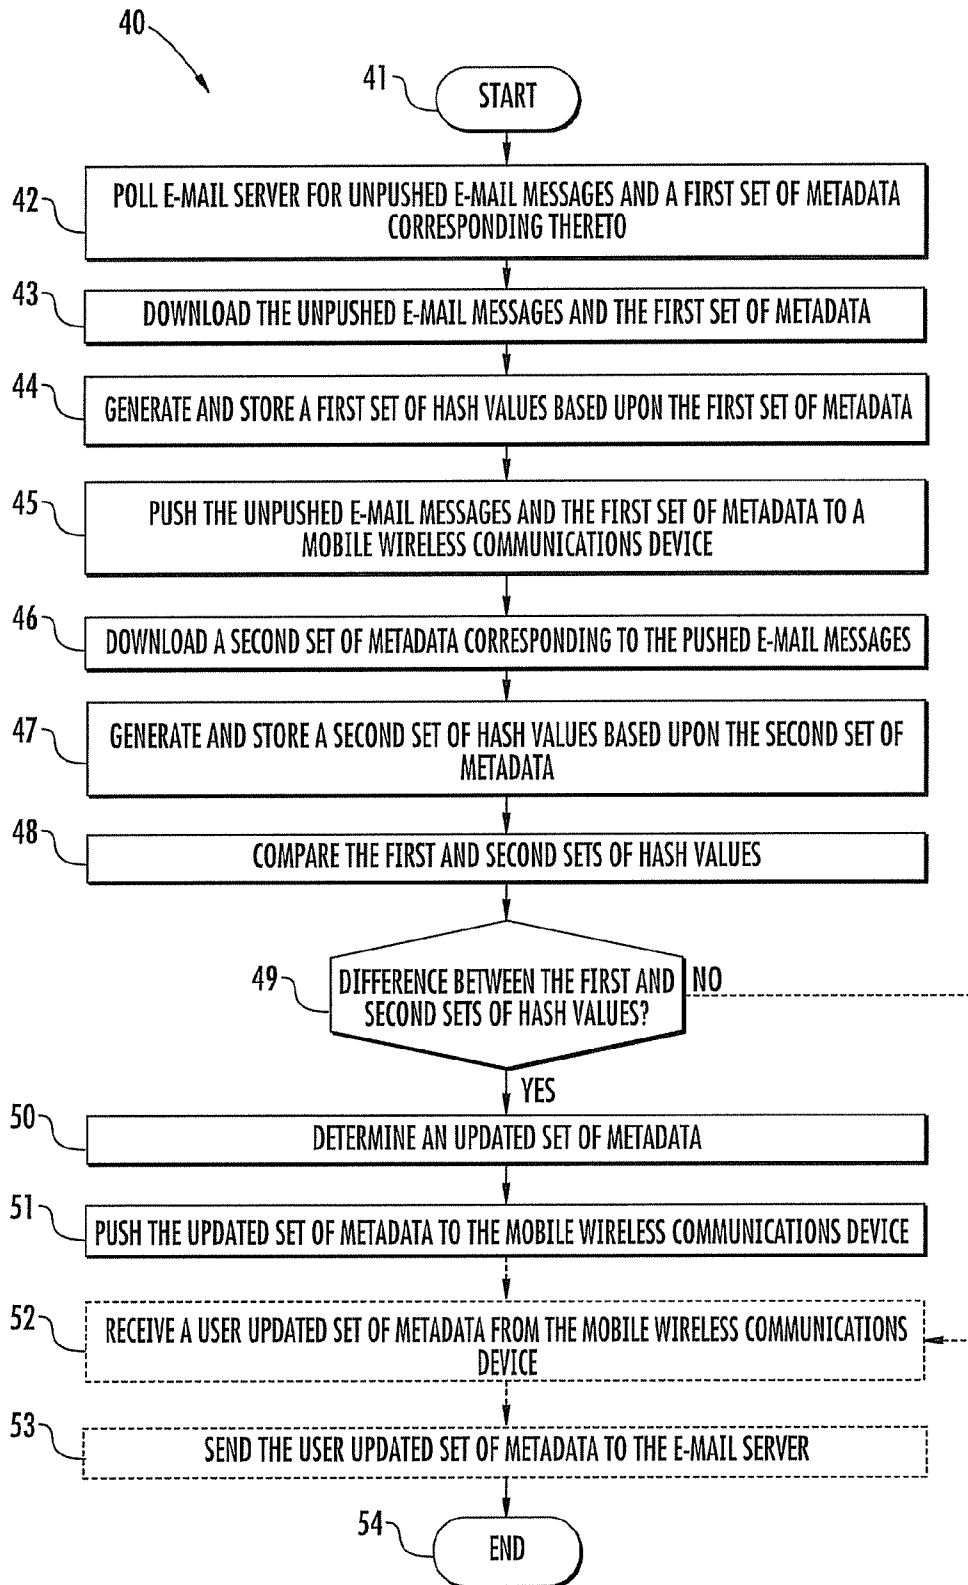 40
41
START
42
POLL E-MAIL SERVER FOR UNPUSHED E-MAIL MESSAGES AND A FIRST SET OF METADATA
CORRESPONDING THERETO
43
DOWNLOAD THE UNPUSHED E-MAIL MESSAGES AND THE FIRST SET OF METADATA
44
GENERATE AND STORE A FIRST SET OF HASH VALUES BASED UPON THE FIRST SET OF METADATA
45
PUSH THE UNPUSHED E-MAIL MESSAGES AND THE FIRST SET OF METADATA TO A
MOBILE WIRELESS COMMUNICATIONS DEVICE
46
DOWNLOAD A SECOND SET OF METADATA CORRESPONDING TO THE PUSHED E-MAIL MESSAGES
47
GENERATE AND STORE A SECOND SET OF HASH VALUES BASED UPON THE SECOND SET OF
METADATA
48
COMPARE THE FIRST AND SECOND SETS OF HASH VALUES
49
DIFFERENCE BETWEEN THE FIRST AND
SECOND SETS OF HASH VALUES?
NO
YES
50
DETERMINE AN UPDATED SET OF METADATA
51
PUSH THE UPDATED SET OF METADATA TO THE MOBILE WIRELESS COMMUNICATIONS DEVICE
52
RECEIVE A USER UPDATED SET OF METADATA FROM THE MOBILE WIRELESS COMMUNICATIONS
DEVICE
53
SEND THE USER UPDATED SET OF METADATA TO THE E-MAIL SERVER
54
END